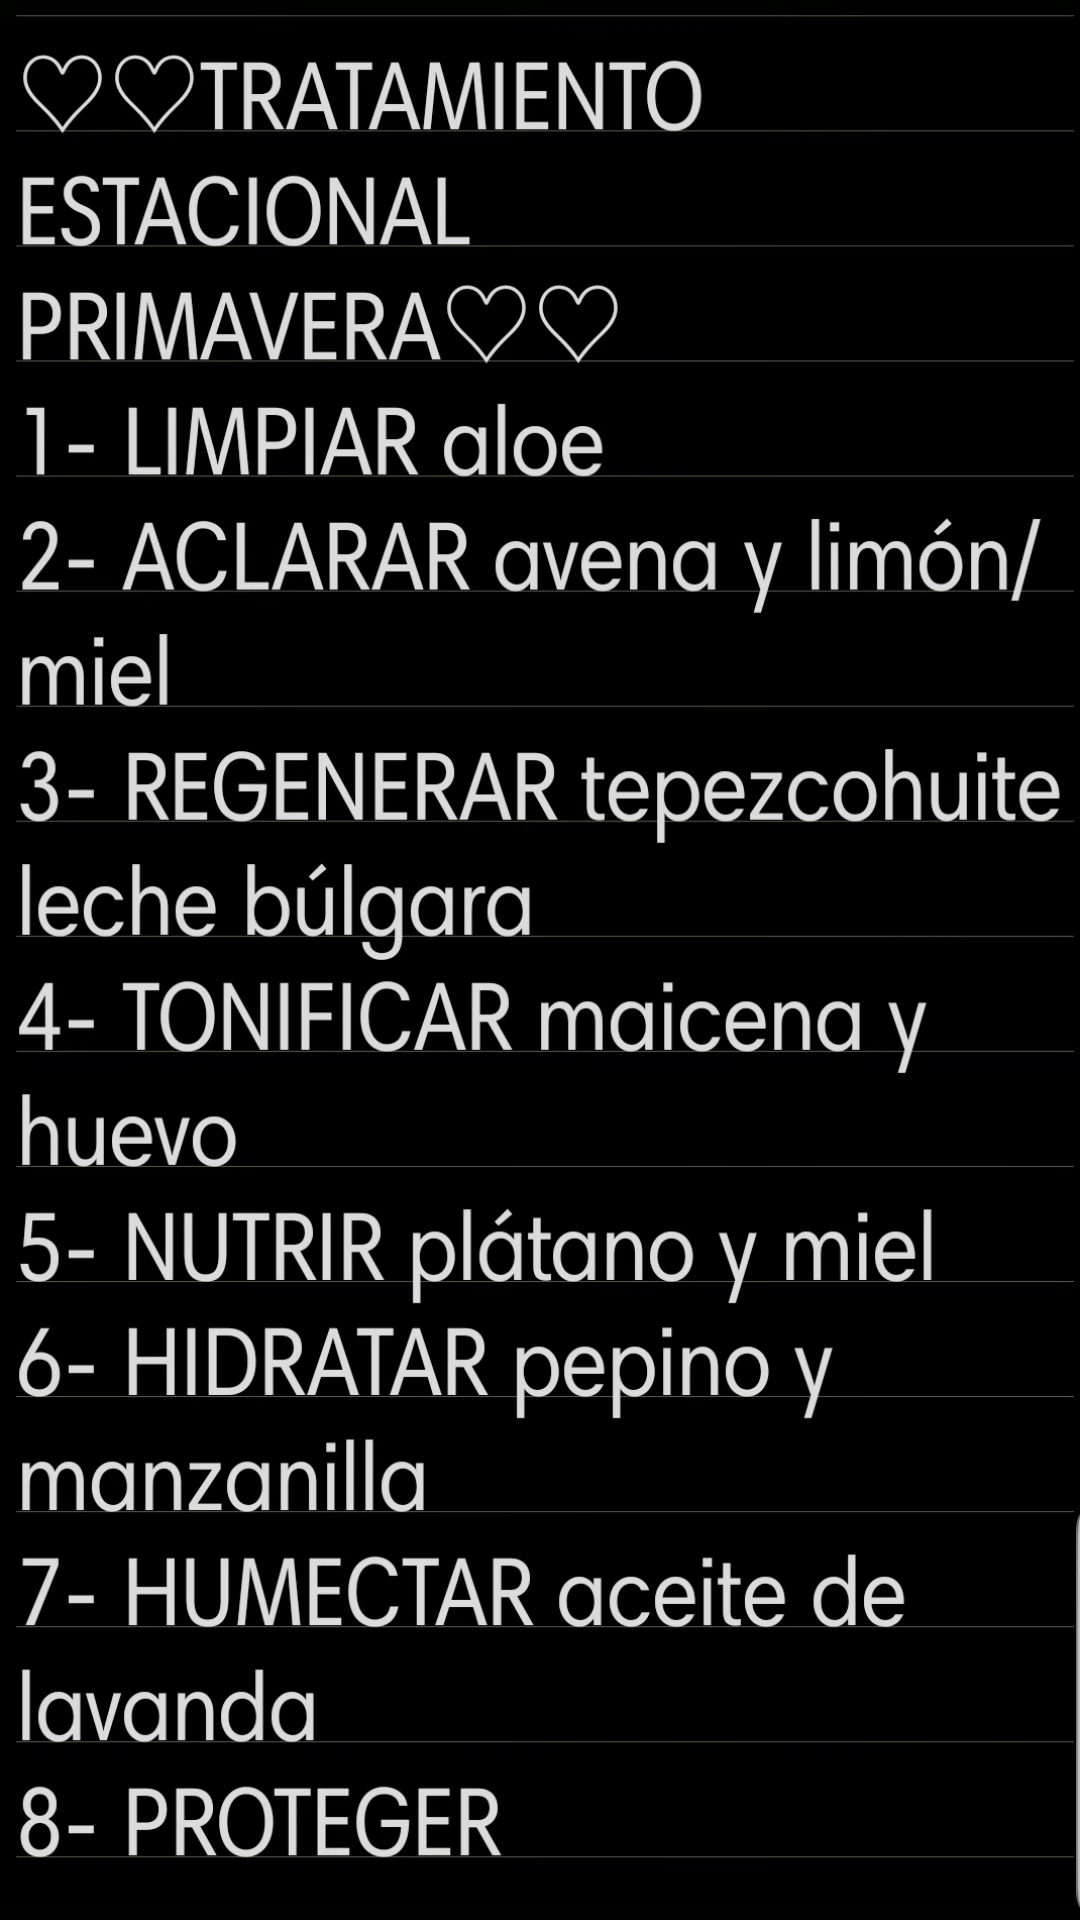 ♡♡TRATAMIENTO
ESTACIONAL
PRIMAVERA♡♡
1- LIMPIAR aloe
2- ACLARAR avena y limón/
miel
3- REGENERAR tepezcohuite
leche búlgara
4- TONIFICAR maicena y
huevo
5- NUTRIR plátano y miel
6- HIDRATAR pepino y
manzanilla
7- HUMECTAR aceite de
lavanda
8- PROTEGER